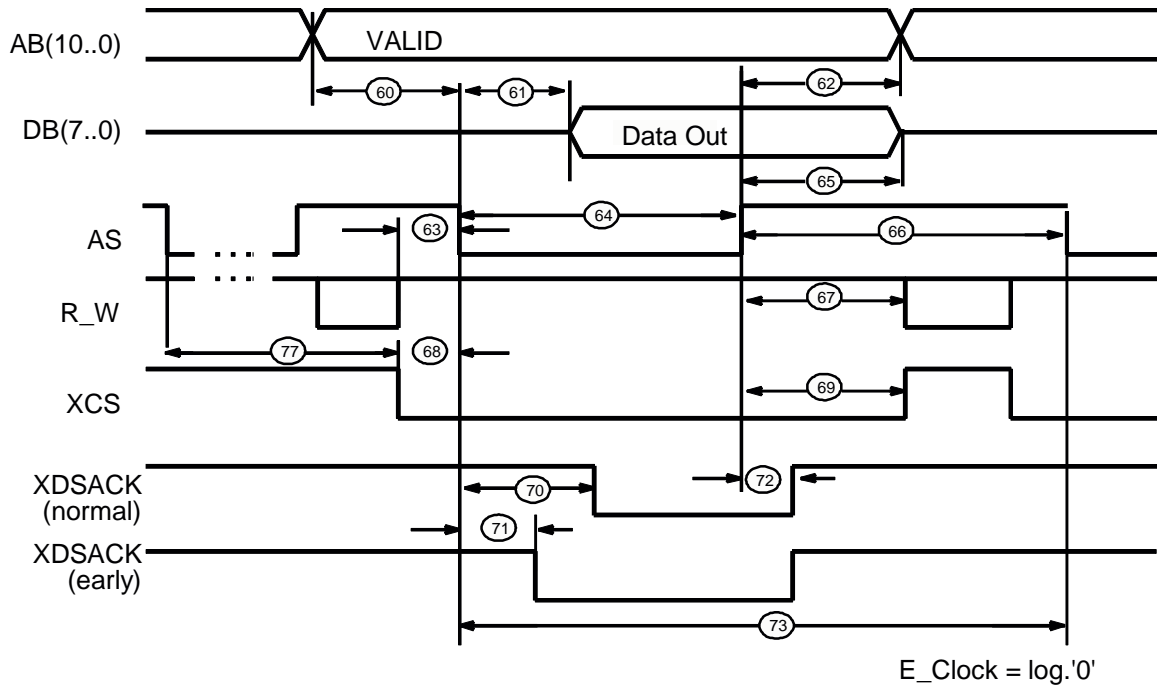 AB(10..0)
VALID
60
61
62
DB(7..0)
Data Out
65
64
AS
63
66
R_W
67
77
68
XCS
69
XDSACK
(normal)
70
72
71
XDSACK
(early)
73
E_Clock = log.'0'